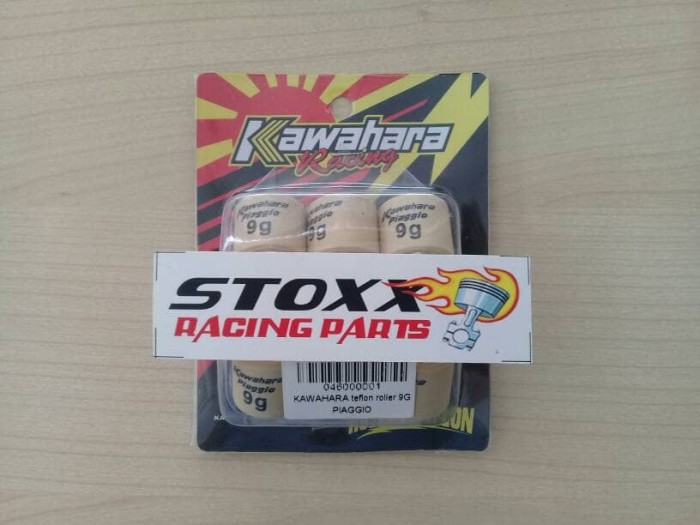 Kawahara
Racing
Kawahara
Piaggio
9g
Kawahara
9g
Kawahara
Piaggio
9g
STOXX
RACING PARTS
Kawahara
Piaggio
9g
046000001
KAWAHARA teflon roller 9G
PIAGGIO